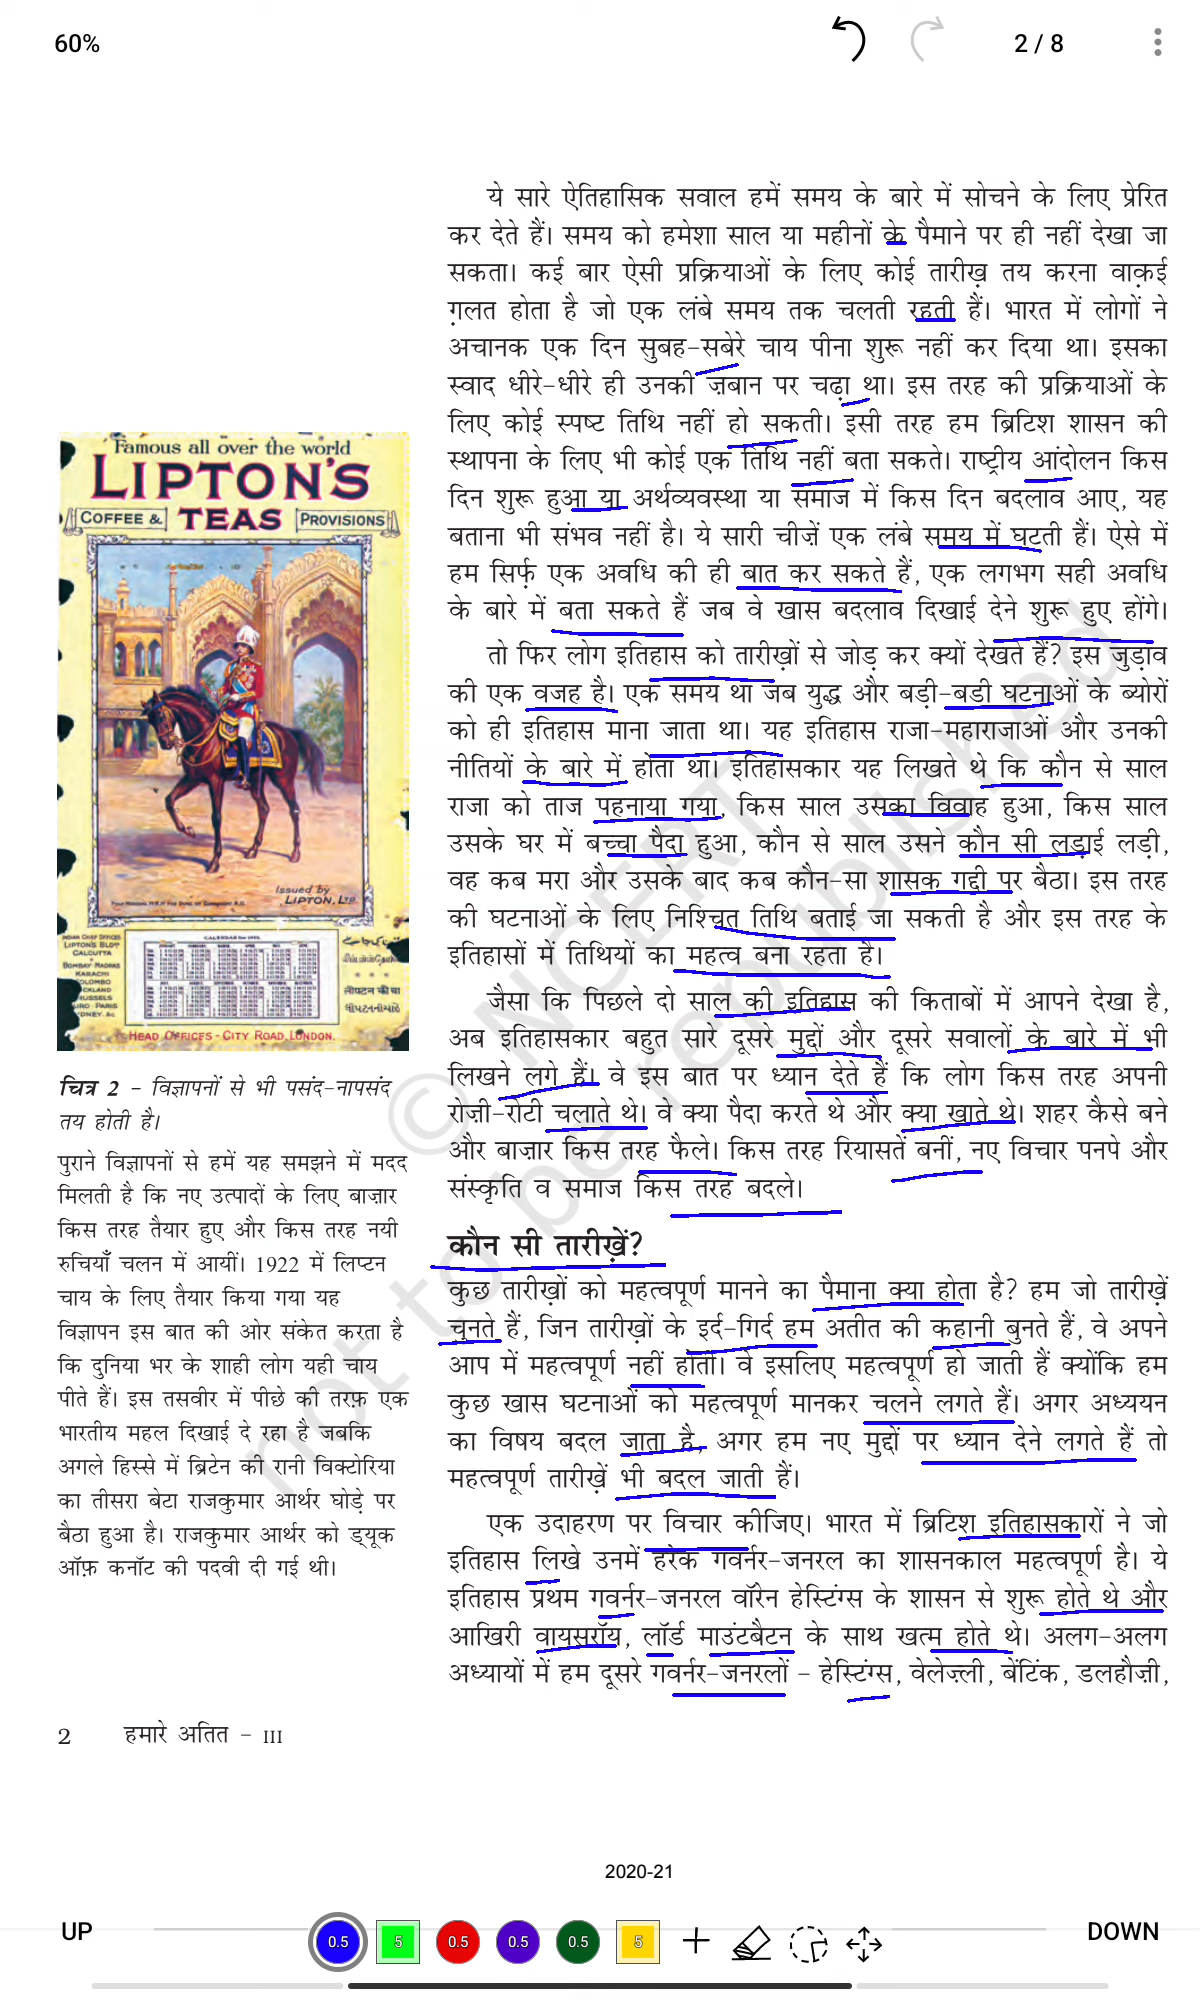 60%
2 / 8
ये सारे ऐतिहासिक सवाल हमें समय के बारे में सोचने के लिए प्रेरित
कर देते हैं। समय को हमेशा साल या महीनों के पैमाने पर ही नहीं देखा जा
सकता। कई बार ऐसी प्रक्रियाओं के लिए कोई तारीख़ तय करना वाक़ई
ग़लत होता है जो एक लंबे समय तक चलती रहती हैं। भारत में लोगों ने
अचानक एक दिन सुबह-सबेरे चाय पीना शुरू नहीं कर दिया था। इसका
स्वाद धीरे-धीरे ही उनकी ज़बान पर चढ़ा था। इस तरह की प्रक्रियाओं के
लिए कोई स्पष्ट तिथि नहीं हो सकती। इसी तरह हम ब्रिटिश शासन की
स्थापना के लिए भी कोई एक तिथि नहीं बता सकते। राष्ट्रीय आंदोलन किस
दिन शुरू हुआ या अर्थव्यवस्था या समाज में किस दिन बदलाव आए, यह
बताना भी संभव नहीं है। ये सारी चीज़ें एक लंबे समय में घटती हैं। ऐसे में
हम सिर्फ़ एक अवधि की ही बात कर सकते हैं, एक लगभग सही अवधि
के बारे में बता सकते हैं जब वे खास बदलाव दिखाई देने शुरू हुए होंगे।
तो फिर लोग इतिहास को तारीख़ों से जोड़ कर क्यों देखते हैं? इस जुड़ाव
की एक वजह है। एक समय था जब युद्ध और बड़ी-बड़ी घटनाओं के ब्योरों
को ही इतिहास माना जाता था। यह इतिहास राजा-महाराजाओं और उनकी
नीतियों के बारे में होता था। इतिहासकार यह लिखते थे कि कौन से साल
राजा को ताज पहनाया गया, किस साल उसका विवाह हुआ, किस साल
उसके घर में बच्चा पैदा हुआ, कौन से साल उसने कौन सी लड़ाई लड़ी,
वह कब मरा और उसके बाद कब कौन-सा शासक गद्दी पर बैठा। इस तरह
की घटनाओं के लिए निश्चित तिथि बताई जा सकती है और इस तरह के
इतिहासों में तिथियों का महत्व बना रहता है।
जैसा कि पिछले दो साल की इतिहास की किताबों में आपने देखा है,
अब इतिहासकार बहुत सारे दूसरे मुद्दों और दूसरे सवालों के बारे में भी
लिखने लगे हैं। वे इस बात पर ध्यान देते हैं कि लोग किस तरह अपनी
रोज़ी-रोटी चलाते थे। वे क्या पैदा करते थे और क्या खाते थे। शहर कैसे बने
और बाज़ार किस तरह फैले। किस तरह रियासतें बनीं, नए विचार पनपे और
संस्कृति व समाज किस तरह बदले।
कौन सी तारीख़ें?
कुछ तारीख़ों को महत्वपूर्ण मानने का पैमाना क्या होता है? हम जो तारीख़ें
चुनते हैं, जिन तारीख़ों के इर्द-गिर्द हम अतीत की कहानी बुनते हैं, वे अपने
आप में महत्वपूर्ण नहीं होतीं। वे इसलिए महत्वपूर्ण हो जाती हैं क्योंकि हम
कुछ खास घटनाओं को महत्वपूर्ण मानकर चलने लगते हैं। अगर अध्ययन
का विषय बदल जाता है, अगर हम नए मुद्दों पर ध्यान देने लगते हैं तो
महत्वपूर्ण तारीख़ें भी बदल जाती हैं।
एक उदाहरण पर विचार कीजिए। भारत में ब्रिटिश इतिहासकारों ने जो
इतिहास लिखे उनमें हरेक गवर्नर-जनरल का शासनकाल महत्वपूर्ण है। ये
इतिहास प्रथम गवर्नर-जनरल वॉरेन हेस्टिंग्स के शासन से शुरू होते थे और
आखिरी वायसरॉय, लॉर्ड माउंटबैटन के साथ खत्म होते थे। अलग-अलग
अध्यायों में हम दूसरे गवर्नर-जनरलों - हेस्टिंग्स, वेलेज़्ली, बेंटिंक, डलहौज़ी,
Famous all over the world
LIPTON'S
COFFEE & TEAS PROVISIONS
Issued by
LIPTON, LTD
INDIAN CHIEF OFFICES
LIPTON'S BLDY
CALCUTTA
BOMBAY MADRAS
KARACHI
COLOMBO
लीपटन की चा
HEAD OFFICES - CITY ROAD, LONDON.
चित्र 2 - विज्ञापनों से भी पसंद-नापसंद
तय होती है।
पुराने विज्ञापनों से हमें यह समझने में मदद
मिलती है कि नए उत्पादों के लिए बाज़ार
किस तरह तैयार हुए और किस तरह नयी
रुचियाँ चलन में आयीं। 1922 में लिप्टन
चाय के लिए तैयार किया गया यह
विज्ञापन इस बात की ओर संकेत करता है
कि दुनिया भर के शाही लोग यही चाय
पीते हैं। इस तसवीर में पीछे की तरफ़ एक
भारतीय महल दिखाई दे रहा है जबकि
अगले हिस्से में ब्रिटेन की रानी विक्टोरिया
का तीसरा बेटा राजकुमार आर्थर घोड़े पर
बैठा हुआ है। राजकुमार आर्थर को ड्यूक
ऑफ़ कनॉट की पदवी दी गई थी।
© NCERT
not to be republished
2 हमारे अतित - III
2020-21
UP
DOWN
0.5 5 0.5 0.5 0.5 5